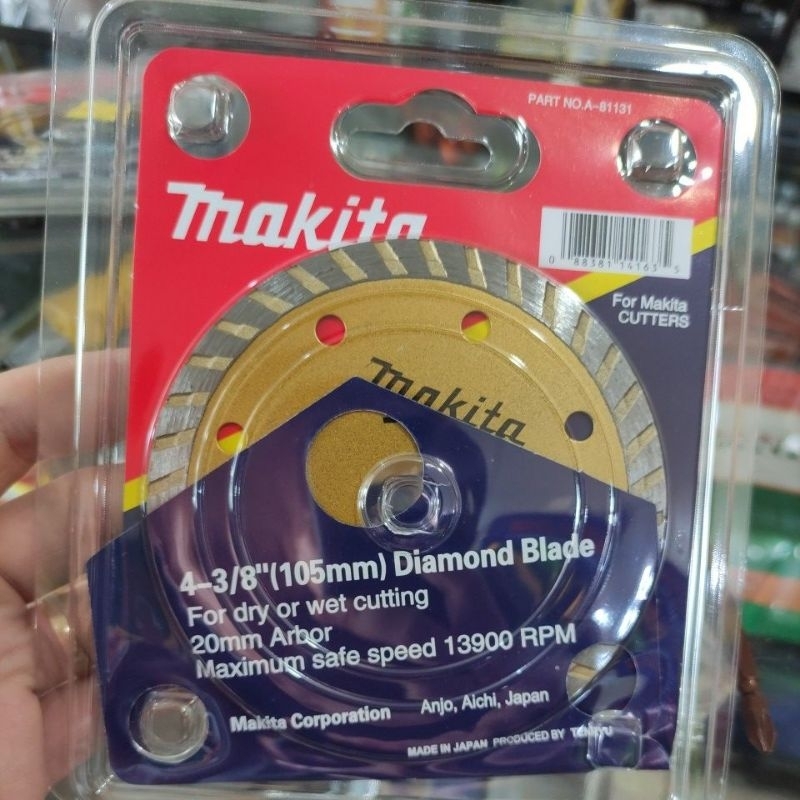 PART NO.A-81131
makita
0 88381 14163 5
For Makita
CUTTERS
makita
4-3/8"(105mm) Diamond Blade
For dry or wet cutting
20mm Arbor
Maximum safe speed 13900 RPM
Makita Corporation Anjo, Aichi, Japan
MADE IN JAPAN PRODUCED BY